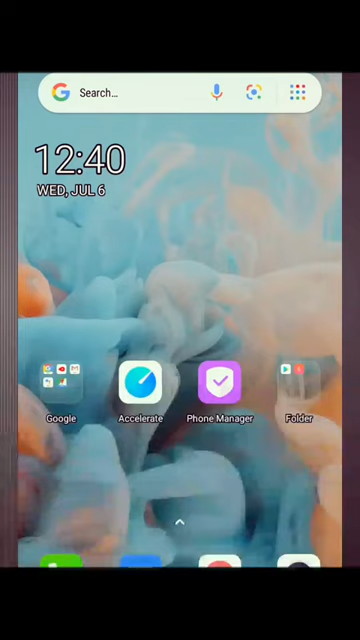 Search...
12:40
WED, JUL 6
Google
Accelerate
Phone Manager
Folder